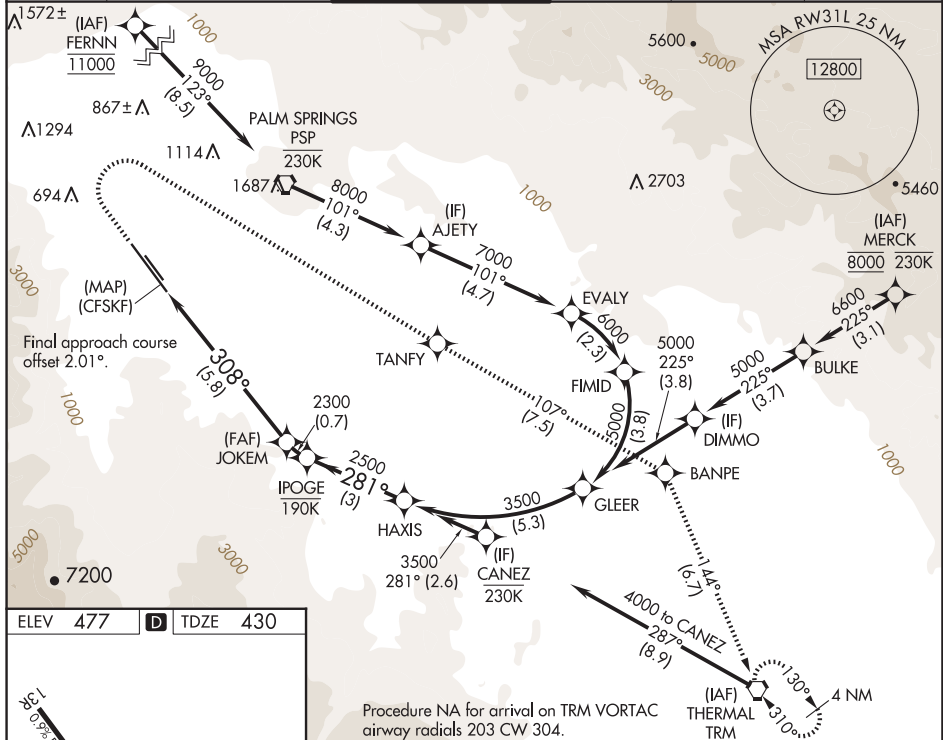 1572±
(IAF)
FERNN
11000
1000
9000
123°
(8.5)
867±
1294
1114
694
PALM SPRINGS
PSP
230K
1687
8000
101°
(4.3)
(IF)
AJETY
7000
101°
(4.7)
1000
2703
5600
5000
3000
MSA RW31L 25 NM
12800
5460
(IAF)
MERCK
8000 230K
6600
225°
(3.1)
BULKE
5000
225°
(3.7)
(IF)
DIMMO
5000
225°
(3.8)
EVALY
6000
(2.3)
FIMID
5000
(3.8)
3000
(MAP)
(CFSKF)
Final approach course
offset 2.01°.
TANFY
107°
(7.5)
308°
(5.8)
1000
2300
(0.7)
(FAF)
JOKEM
IPOGE
190K
2500
281°
(3)
HAXIS
3500
(5.3)
GLEER
BANPE
1000
3500
281° (2.6)
(IF)
CANEZ
230K
144°
(6.7)
5000
7200
3000
4000 to CANEZ
287°
(8.9)
(IAF)
THERMAL
TRM
130°
310°
4 NM
Procedure NA for arrival on TRM VORTAC
airway radials 203 CW 304.
ELEV 477 D TDZE 430
13R
0.9%